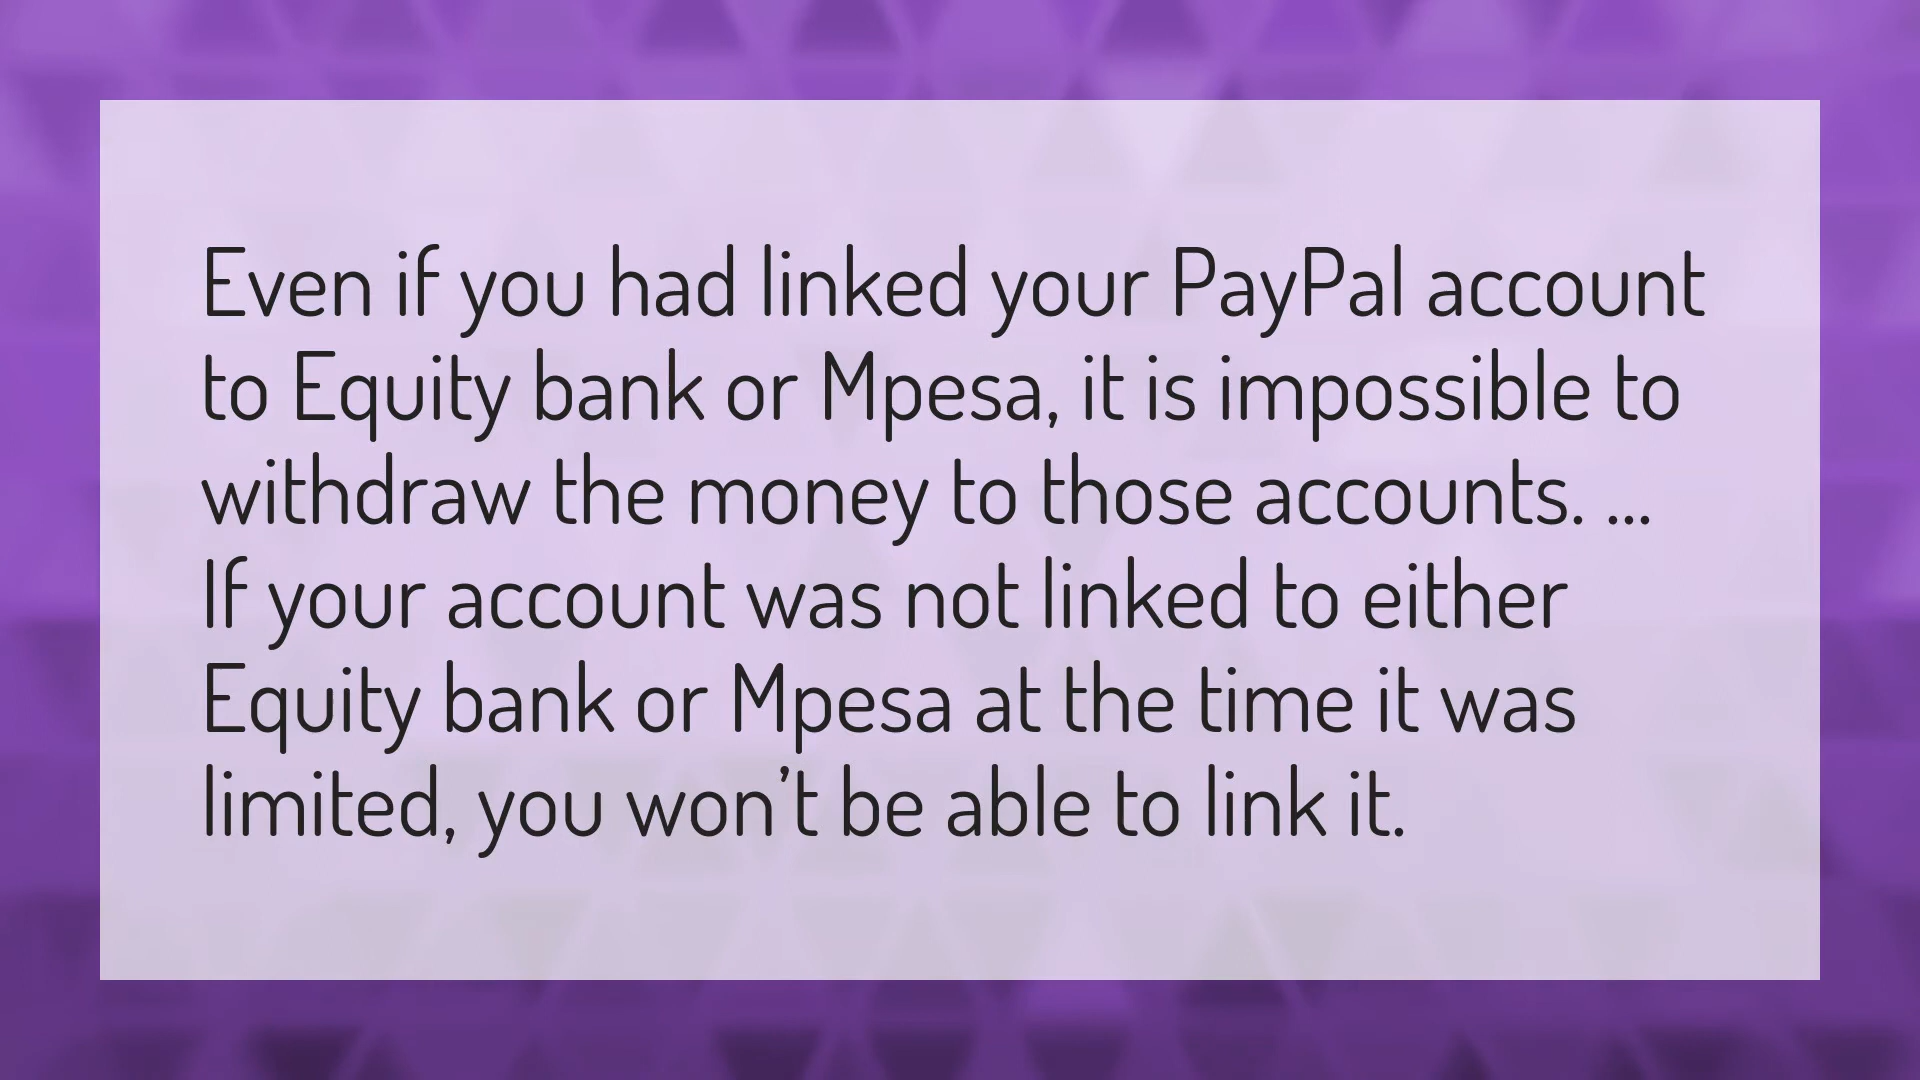 Even if you had linked your PayPal account
to Equity bank or Mpesa, it is impossible to
withdraw the money to those accounts. ...
If your account was not linked to either
Equity bank or Mpesa at the time it was
limited, you won't be able to link it.